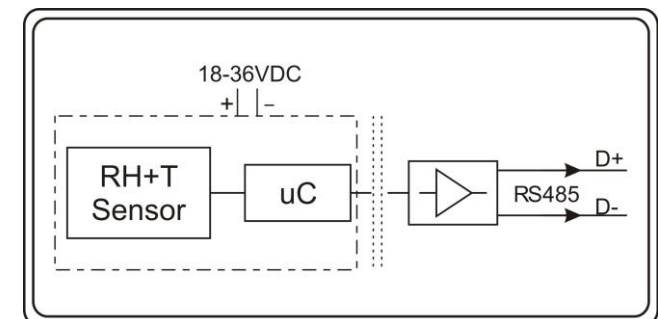 18-36VDC
+ –
RH+T
Sensor
uC
D+
RS485
D-